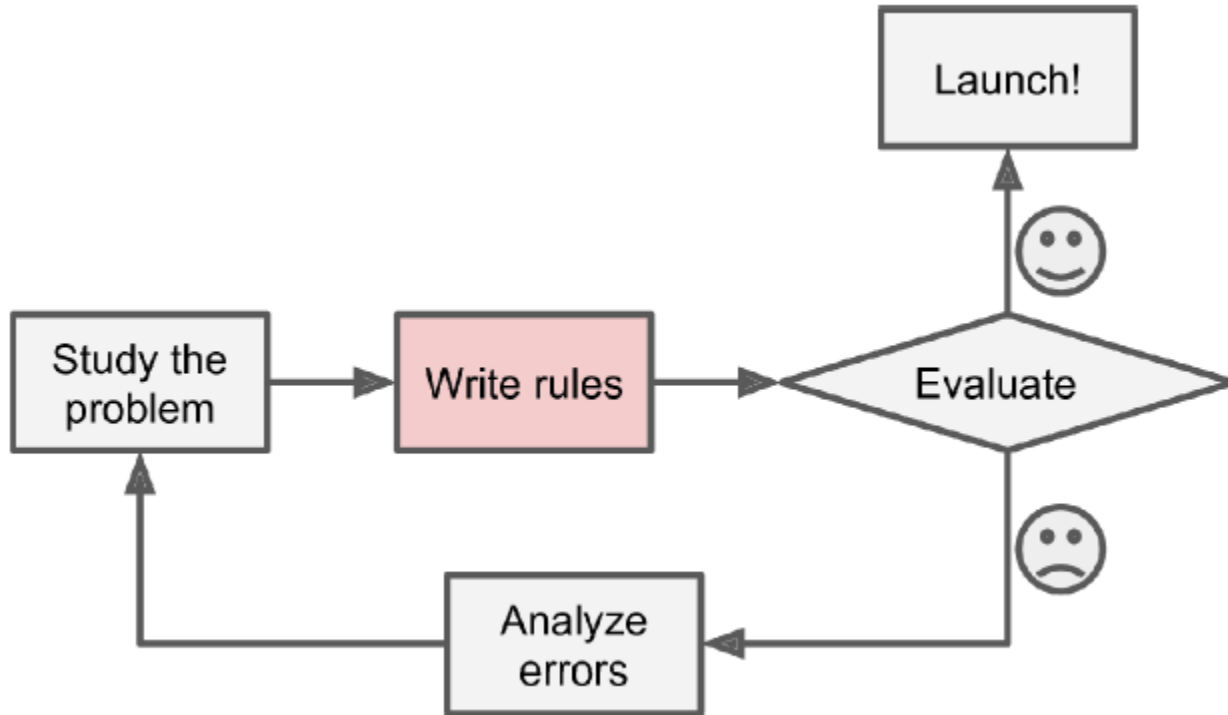 Launch!
Study the
problem
Write rules
Evaluate
Analyze
errors